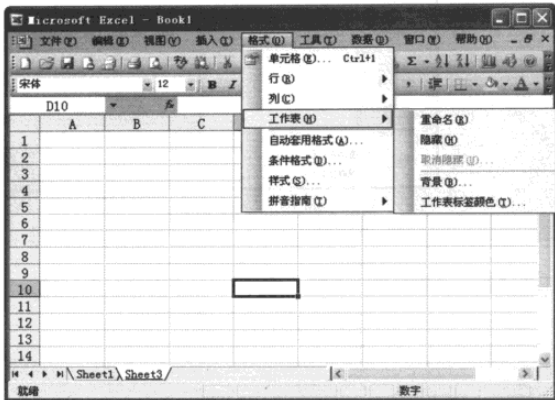 Microsoft Excel - Book1
文件(F) 编辑(E) 视图(V) 插入(I) 格式(O) 工具(T) 数据(D) 窗口(W) 帮助(H)
宋体 12 B I
D10
A B C
单元格(E)... Ctrl+1
行(R)
列(C)
工作表(H)
自动套用格式(A)...
条件格式(D)...
样式(S)...
拼音指南(T)
重命名(R)
隐藏(H)
取消隐藏(U)...
背景(B)...
工作表标签颜色(T)...
1
2
3
4
5
6
7
8
9
10
11
12
13
14
Sheet1 Sheet3
就绪 数字